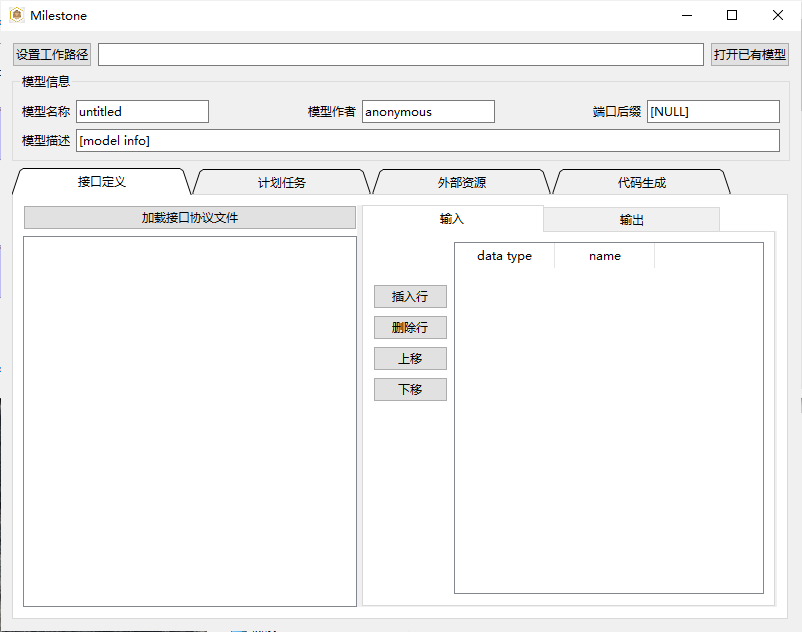 Milestone
设置工作路径
打开已有模型
模型信息
模型名称 untitled 模型作者 anonymous 端口后缀 [NULL]
模型描述 [model info]
接口定义 计划任务 外部资源 代码生成
加载接口协议文件
输入 输出
data type name
插入行
删除行
上移
下移